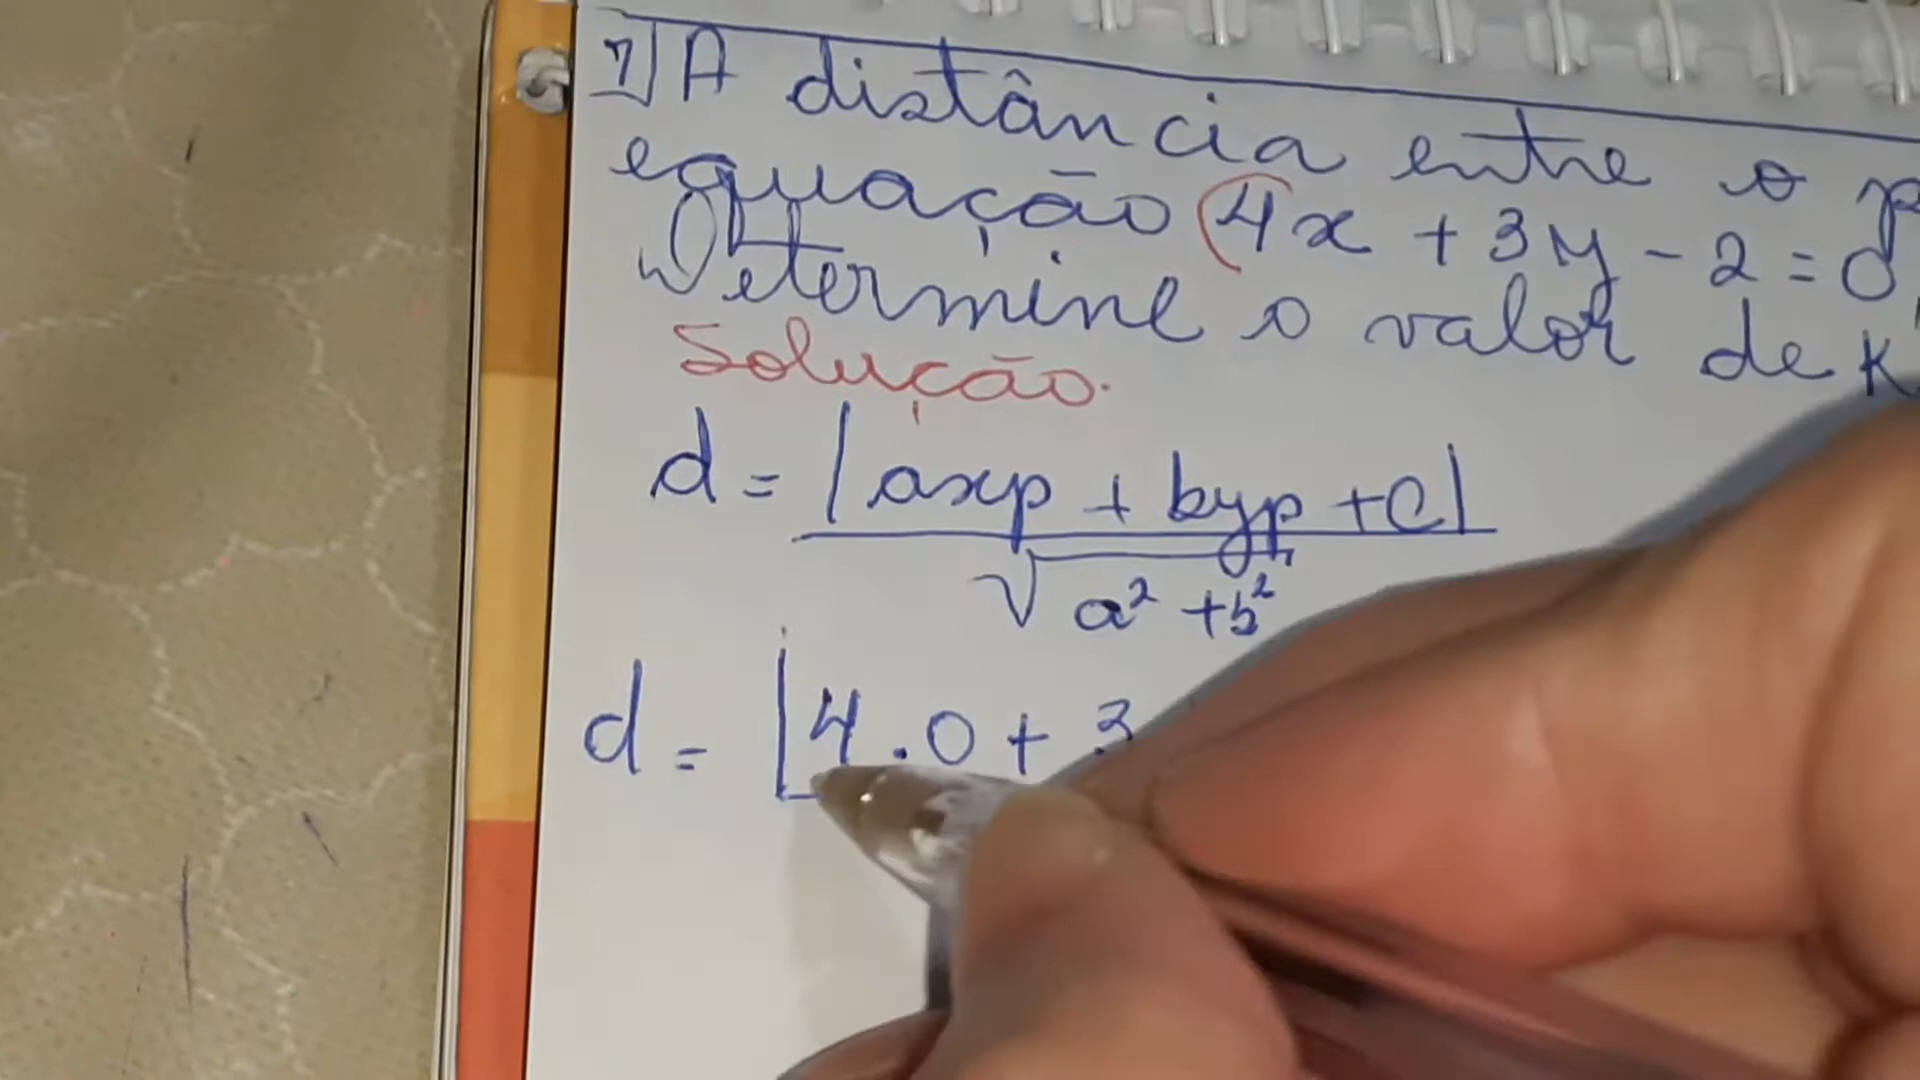 7) A distância entre o
equação 4x + 3y - 2 = 0
Determine o valor de K
Solução.
d = |axp + byp + c|
√a² + b²
d = |4.0 + 3